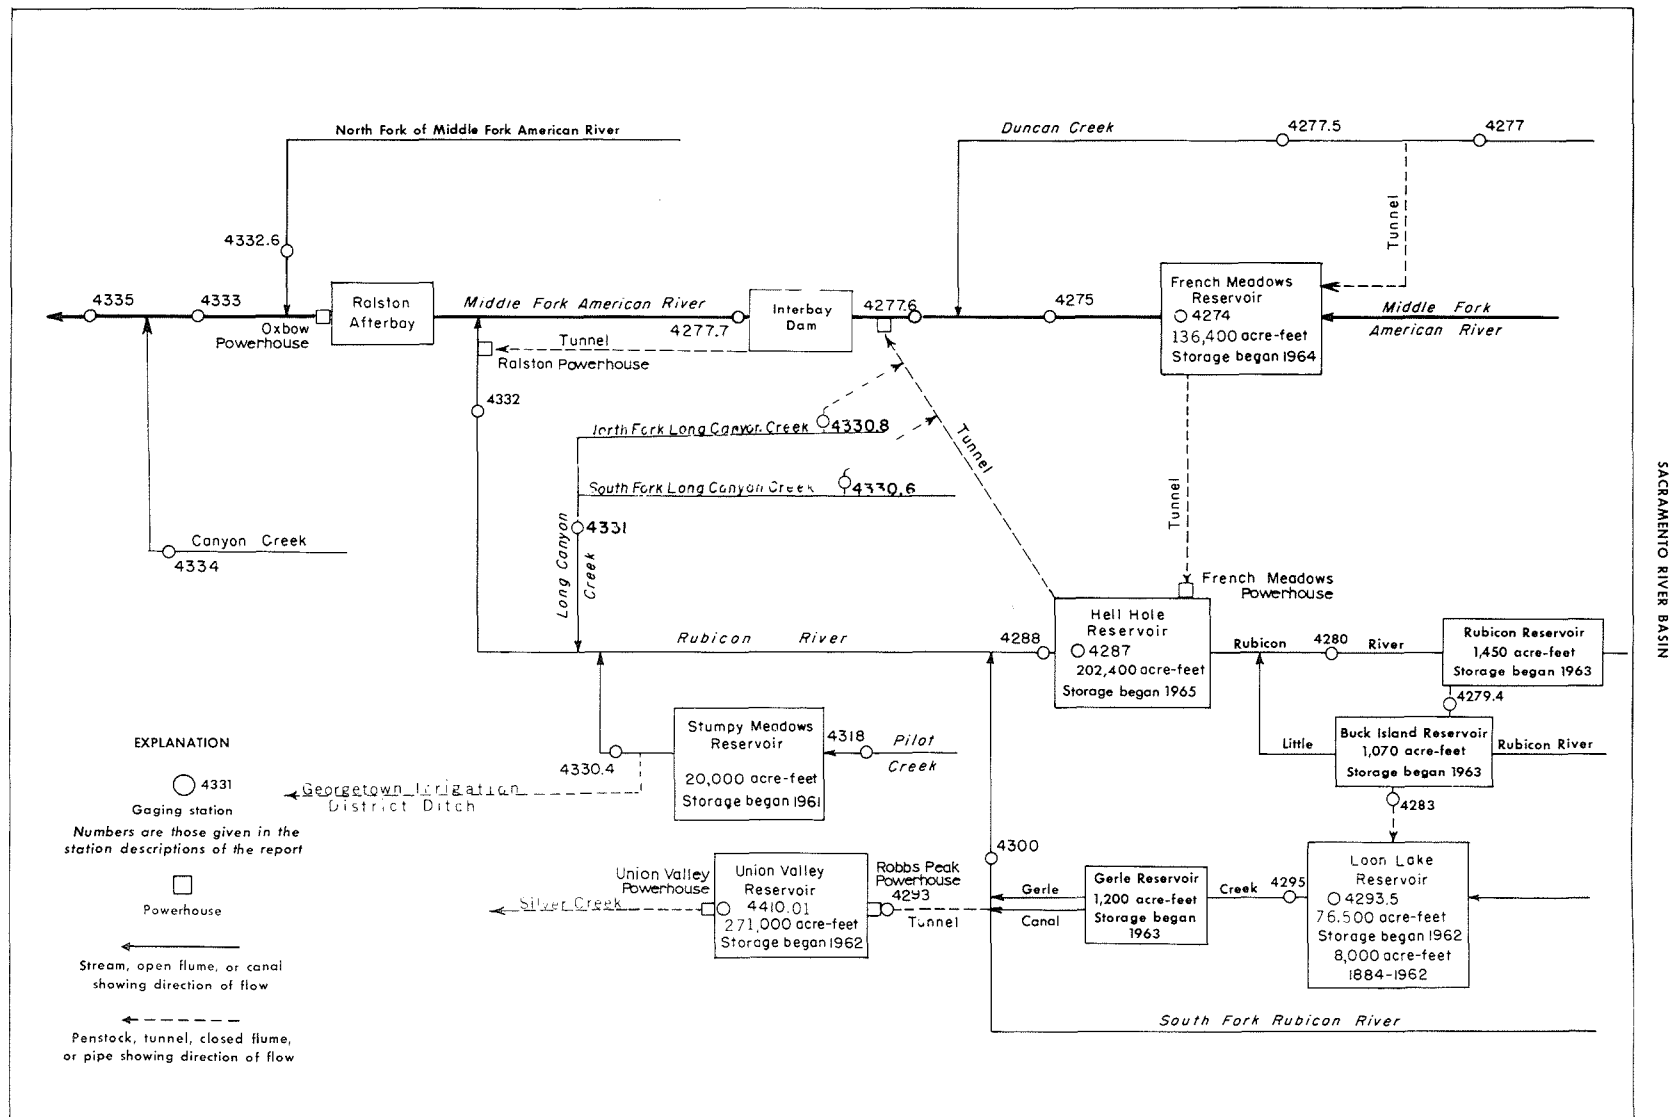 North Fork of Middle Fork American River
Duncan Creek
4277.5
4277
Tunnel
4332.6
4335
4333
Oxbow
Powerhouse
Ralston
Afterbay
Middle Fork American River
4277.7
Tunnel
Ralston Powerhouse
Interbay
Dam
4277.6
4275
French Meadows
Reservoir
4274
136,400 acre-feet
Storage began 1964
Middle Fork
American River
4332
North Fork Long Canyon Creek
4330.8
South Fork Long Canyon Creek
4330.6
Tunnel
Tunnel
4331
Long Canyon
Creek
Canyon Creek
4334
French Meadows
Powerhouse
Rubicon River
4288
Hell Hole
Reservoir
4287
202,400 acre-feet
Storage began 1965
Rubicon
4280
River
Rubicon Reservoir
1,450 acre-feet
Storage began 1963
4279.4
Little
Buck Island Reservoir
1,070 acre-feet
Storage began 1963
Rubicon River
4283
Stumpy Meadows
Reservoir
20,000 acre-feet
Storage began 1961
4318
Pilot
Creek
4330.4
Georgetown Irrigation
District Ditch
Union Valley
Powerhouse
Silver Creek
Union Valley
Reservoir
4410.01
271,000 acre-feet
Storage began 1962
Robbs Peak
Powerhouse
4293
Tunnel
4300
Gerle
Canal
Gerle Reservoir
1,200 acre-feet
Storage began
1963
Creek
4295
Loon Lake
Reservoir
4293.5
76.500 acre-feet
Storage began 1962
8,000 acre-feet
1884-1962
South Fork Rubicon River
EXPLANATION
4331
Gaging station
Numbers are those given in the
station descriptions of the report
Powerhouse
Stream, open flume, or canal
showing direction of flow
Penstock, tunnel, closed flume,
or pipe showing direction of flow
SACRAMENTO RIVER BASIN